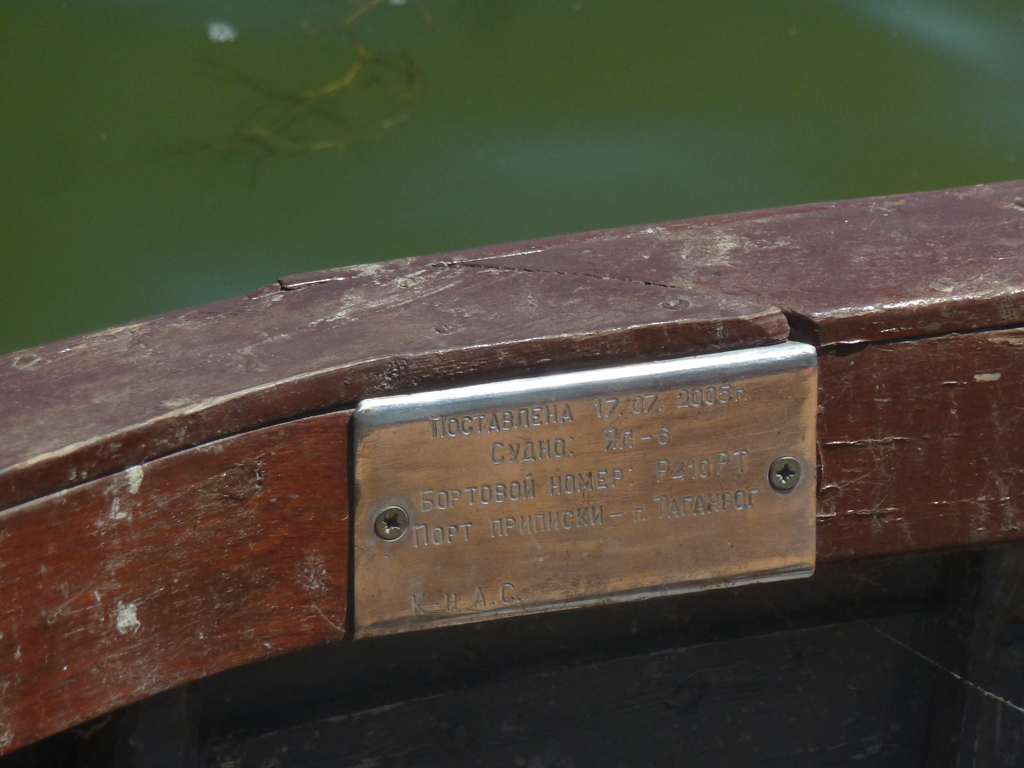 Поставлена 17.07.2005г.
Судно: Ял-6
Бортовой номер: Р410РТ
Порт приписки – г. Таганрог
К-н А.С.